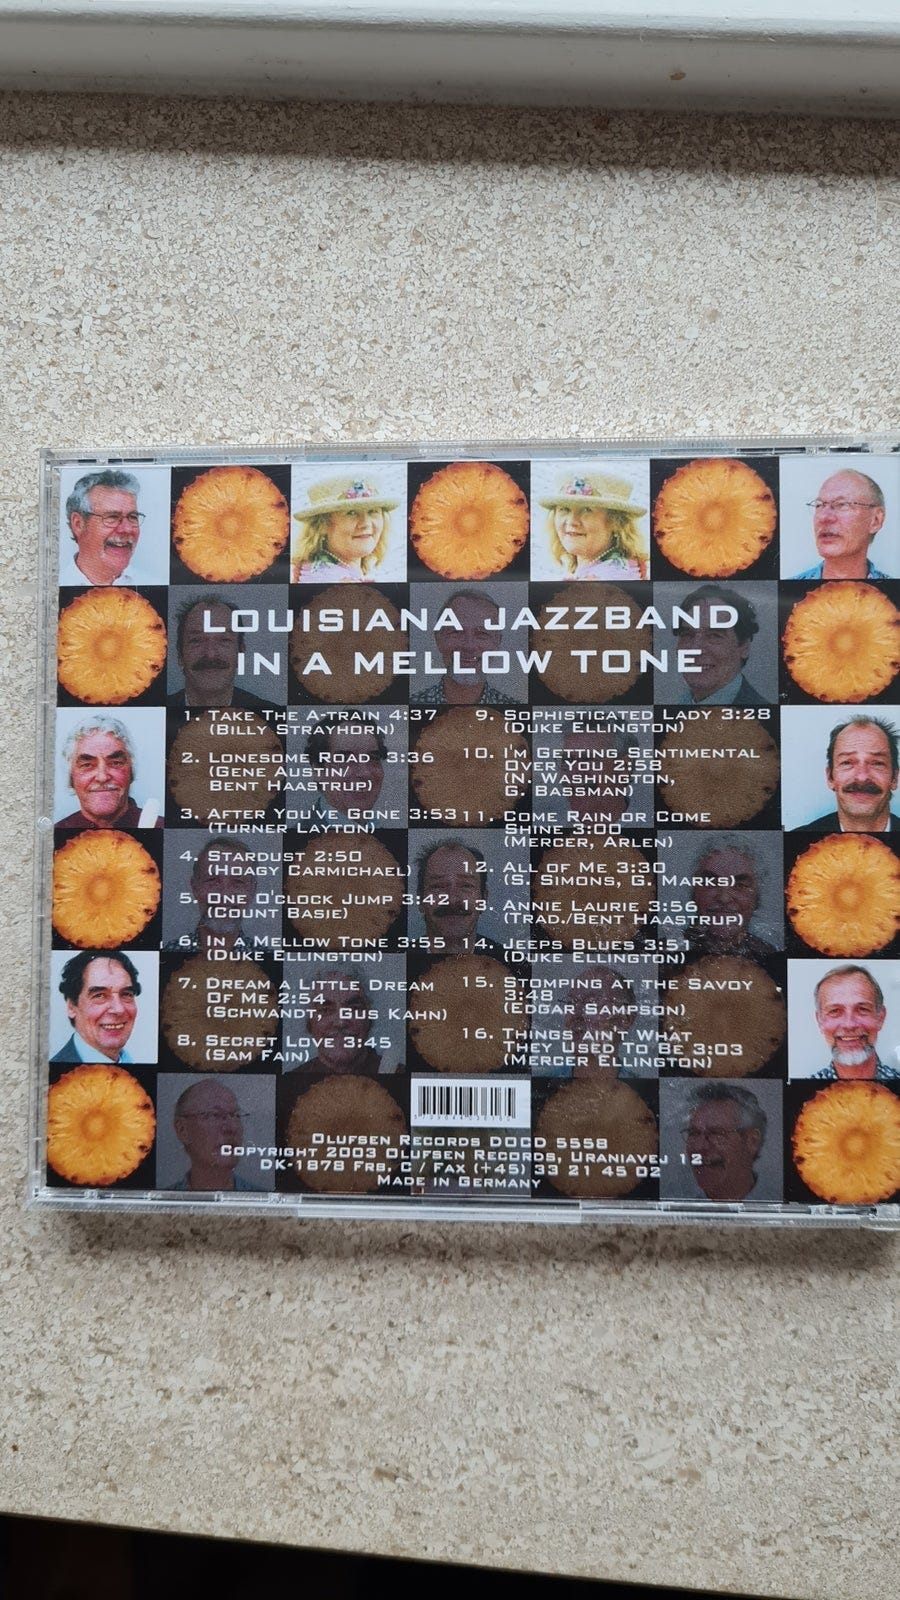 LOUISIANA JAZZBAND
IN A MELLOW TONE
1. TAKE THE A-TRAIN 4:37
(BILLY STRAYHORN)
2. LONESOME ROAD 3:36
(GENE AUSTIN/
BENT HAASTRUP)
3. AFTER YOU'VE GONE 3:53
(TURNER LAYTON)
4. STARDUST 2:50
(HOAGY CARMICHAEL)
5. ONE O'CLOCK JUMP 3:42
(COUNT BASIE)
6. IN A MELLOW TONE 3:55
(DUKE ELLINGTON)
7. DREAM A LITTLE DREAM
OF ME 2:54
(SCHWANDT, GUS KAHN)
8. SECRET LOVE 3:45
(SAM FAIN)
9. SOPHISTICATED LADY 3:28
(DUKE ELLINGTON)
10. I'M GETTING SENTIMENTAL
OVER YOU 2:58
(N. WASHINGTON,
G. BASSMAN)
11. COME RAIN OR COME
SHINE 3:00
(MERCER, ARLEN)
12. ALL OF ME 3:30
(S. SIMONS, G. MARKS)
13. ANNIE LAURIE 3:56
(TRAD./BENT HAASTRUP)
14. JEEPS BLUES 3:51
(DUKE ELLINGTON)
15. STOMPING AT THE SAVOY
3:48
(EDGAR SAMPSON)
16. THINGS AIN'T WHAT
THEY USED TO BE 3:03
(MERCER ELLINGTON)
OLUFSEN RECORDS DOCD 5558
COPYRIGHT 2003 OLUFSEN RECORDS, URANIAVEJ 12
DK-1878 FRB. C / FAX (+45) 33 21 45 02
MADE IN GERMANY